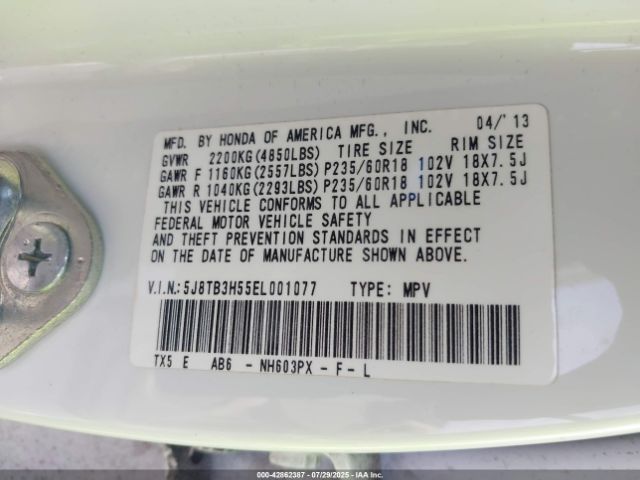 MFD. BY HONDA OF AMERICA MFG., INC. 04/'13
GVWR 2200KG(4850LBS) TIRE SIZE RIM SIZE
GAWR F 1160KG(2557LBS)P235/60R18 102V 18X7.5J
GAWR R 1040KG(2293LBS)P235/60R18 102V 18X7.5J
THIS VEHICLE CONFORMS TO ALL APPLICABLE
FEDERAL MOTOR VEHICLE SAFETY
AND THEFT PREVENTION STANDARDS IN EFFECT
ON THE DATE OF MANUFACTURE SHOWN ABOVE.
V.I.N.:5J8TB3H55EL001077 TYPE: MPV
TX5 E AB6 - NH603PX - F - L
000-42862387 07/29/2025 IAA Inc.